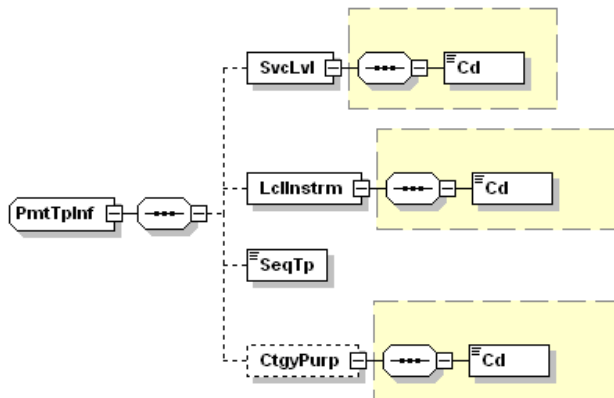 SvcLvl
Cd
LclInstrm
Cd
PmtTpInf
SeqTp
CtgyPurp
Cd